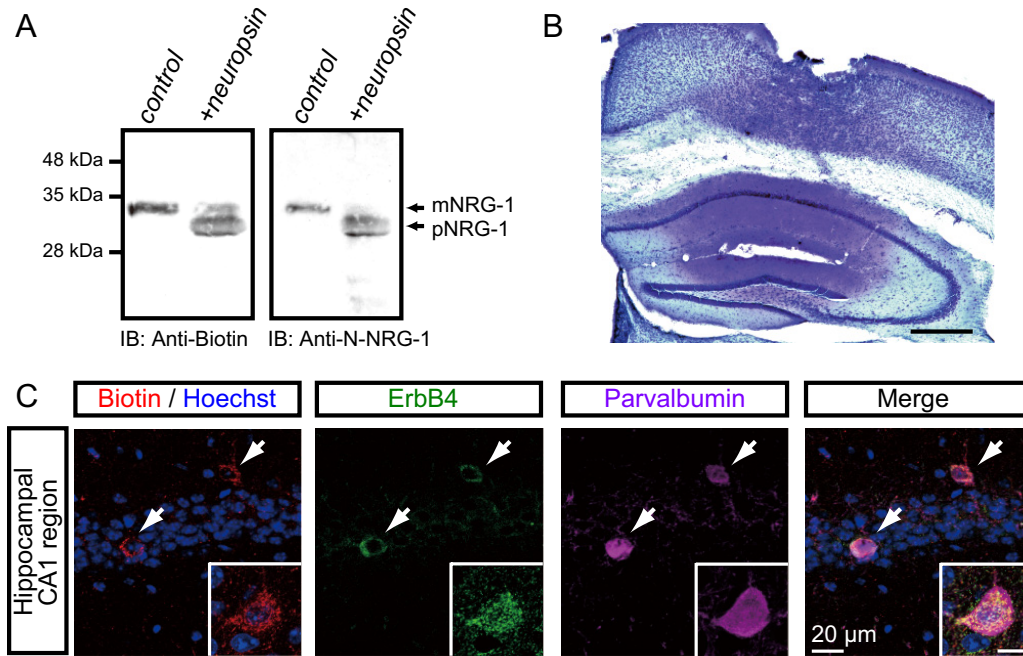 A
control
+neuropsin
48 kDa
35 kDa
28 kDa
mNRG-1
pNRG-1
IB: Anti-Biotin
IB: Anti-N-NRG-1
B
C
Biotin / Hoechst
ErbB4
Parvalbumin
Merge
Hippocampal
CA1 region
20 µm
control
+neuropsin